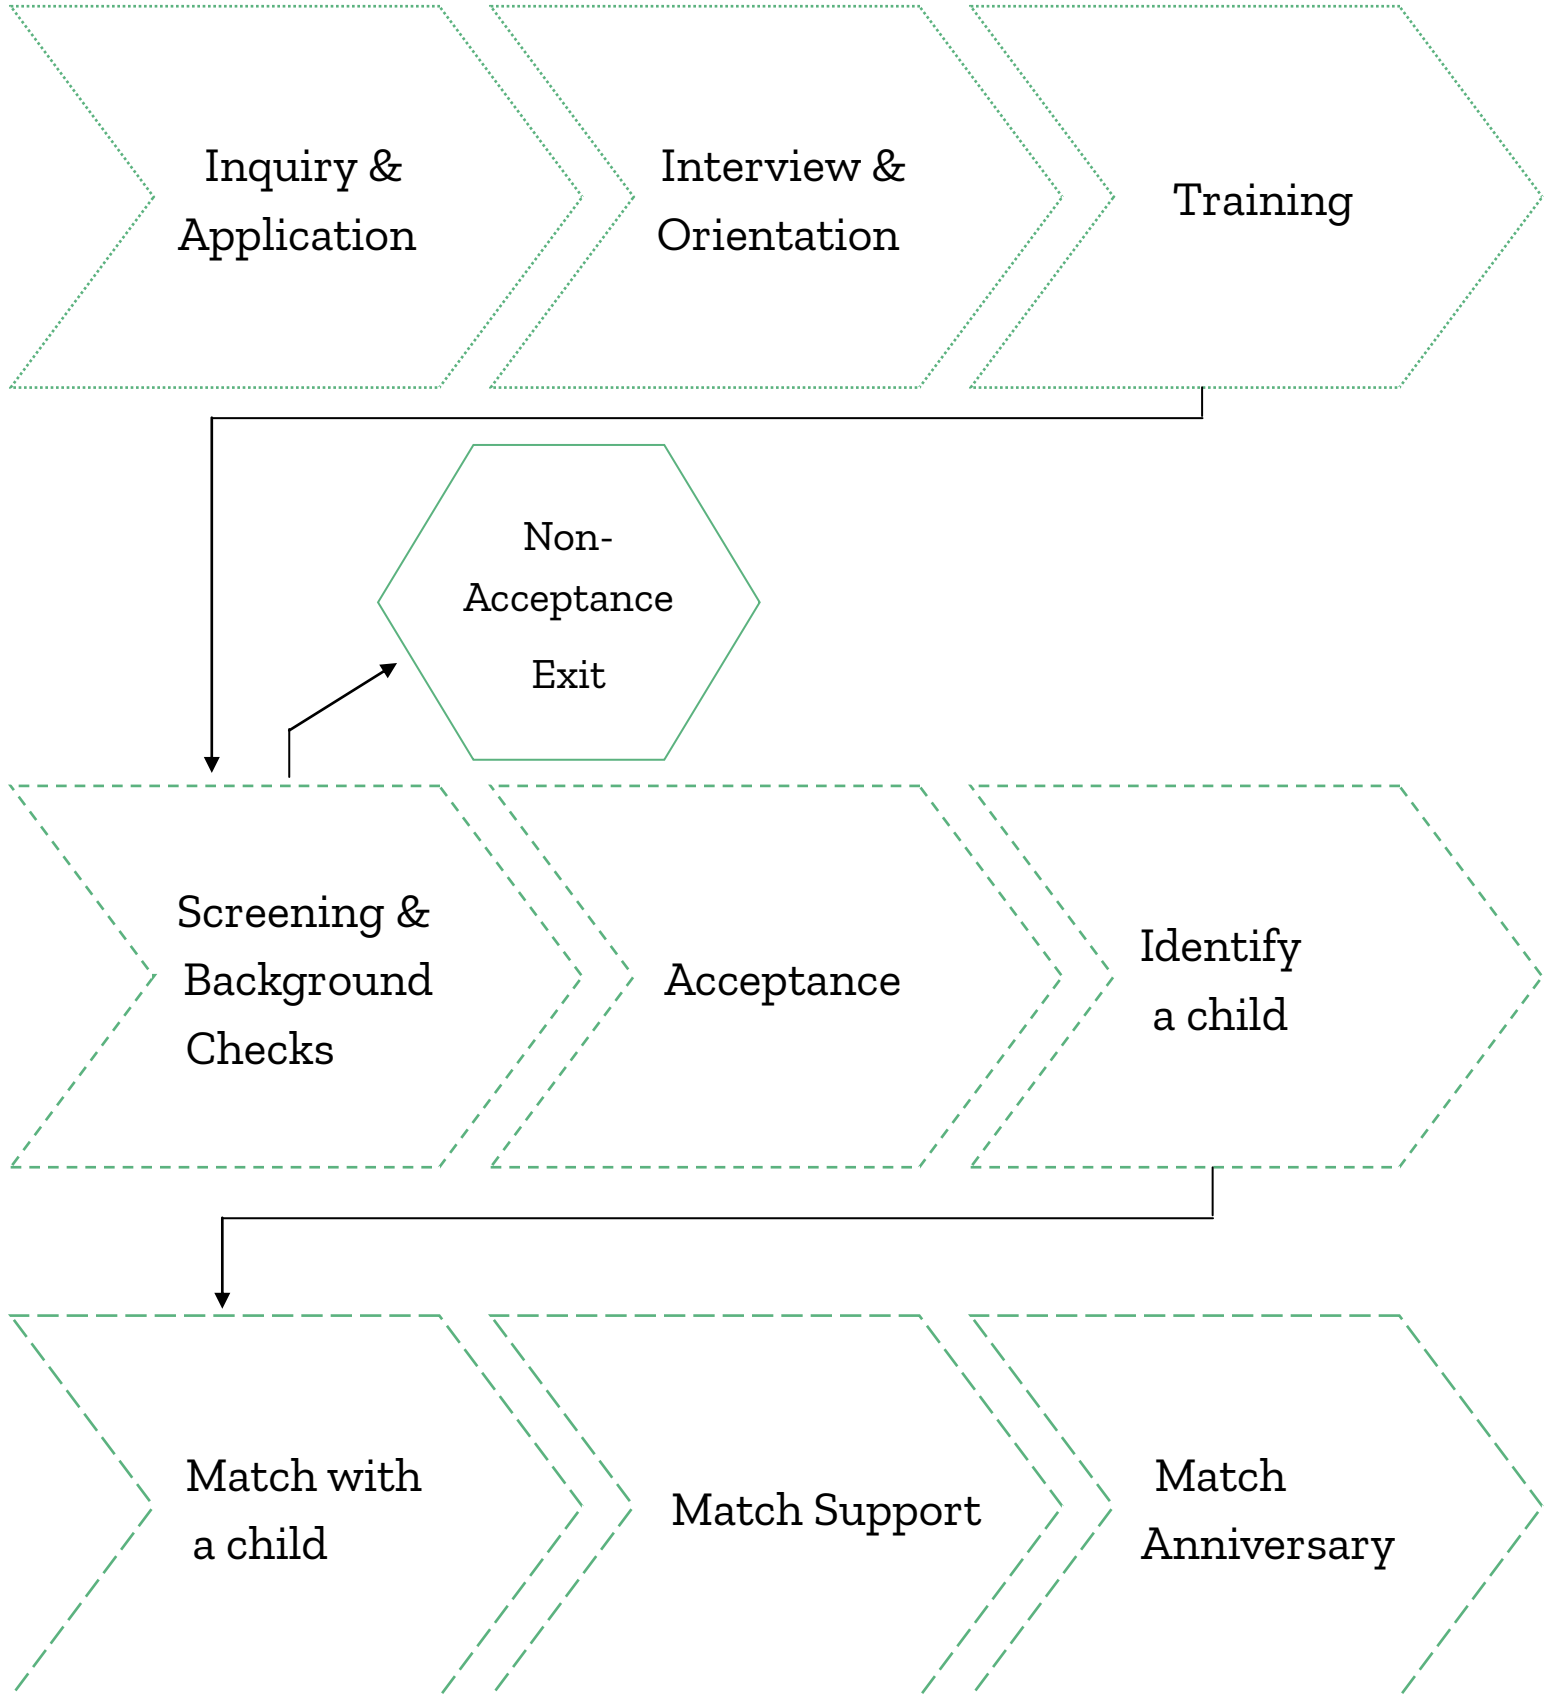 Inquiry &
Application
Interview &
Orientation
Training
Non-
Acceptance
Exit
Screening &
Background
Checks
Acceptance
Identify
a child
Match with
a child
Match Support
Match
Anniversary